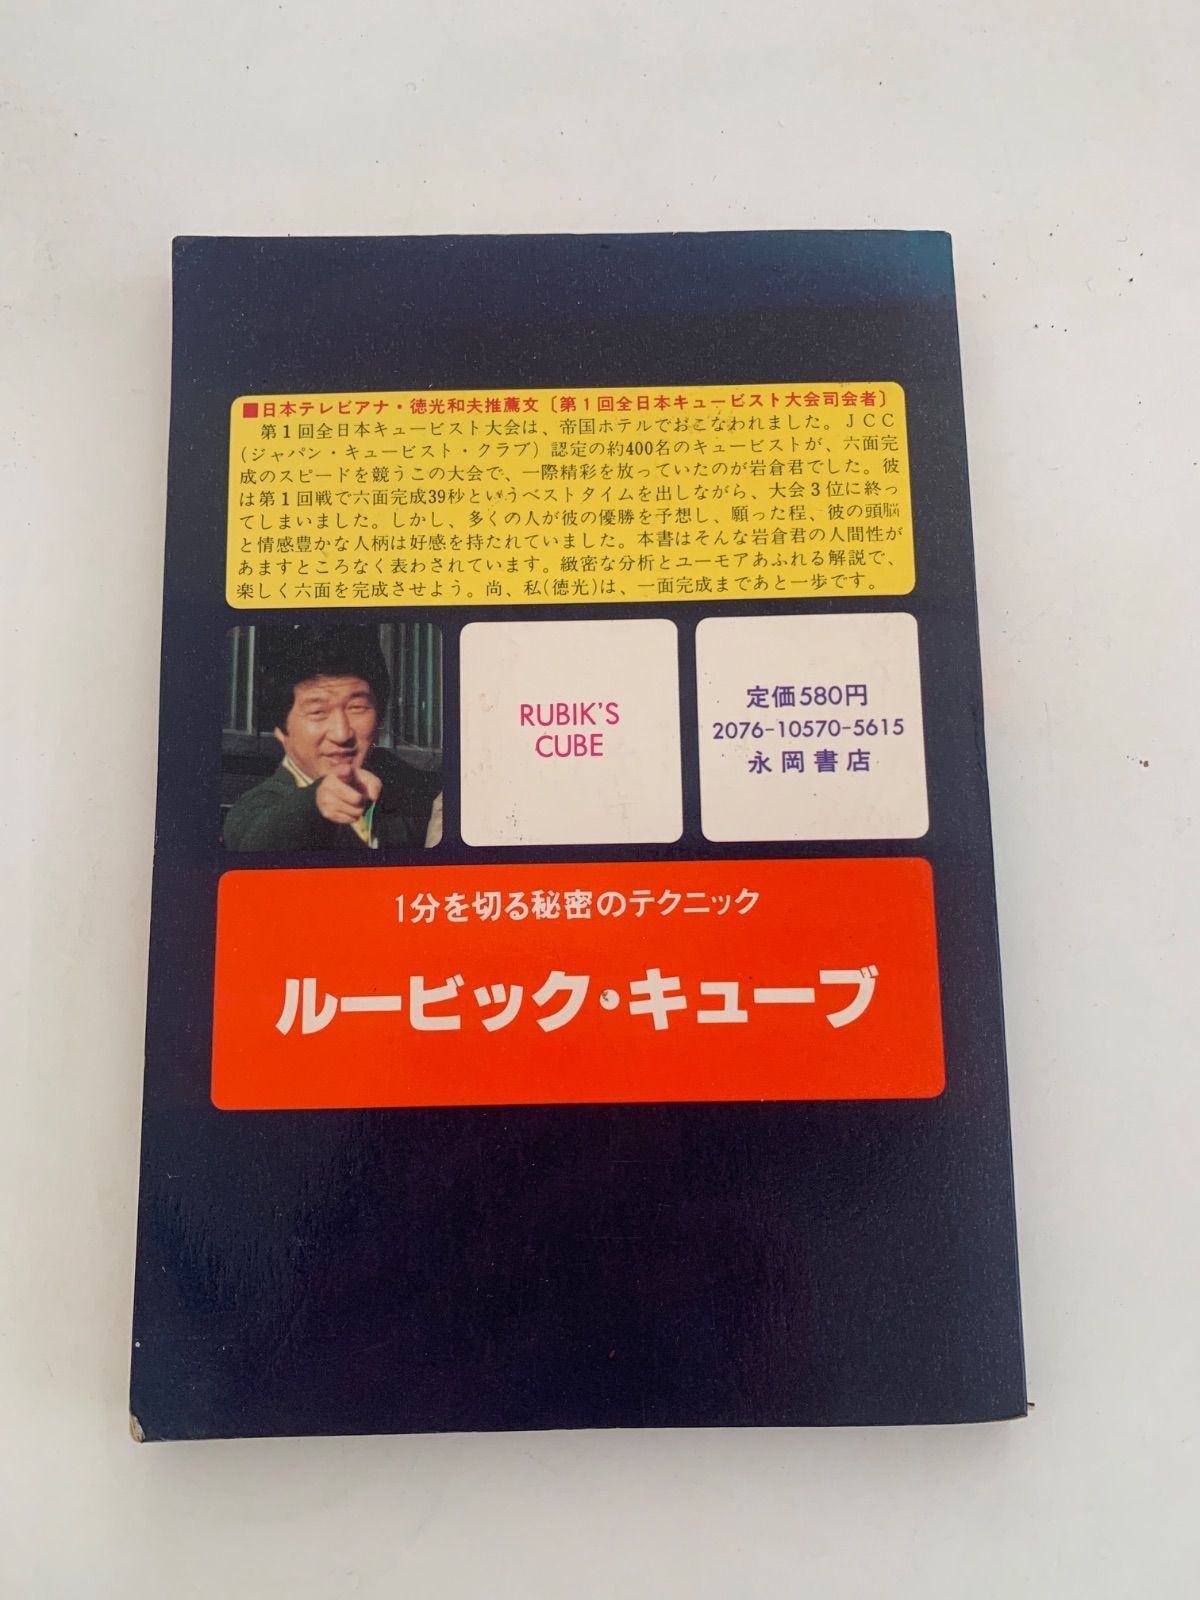 ■日本テレビアナ・徳光和夫推薦文〔第1回全日本キュービスト大会司会者〕
第1回全日本キュービスト大会は、帝国ホテルでおこなわれました。JCC
(ジャパン・キュービスト・クラブ)認定の約400名のキュービストが、六面完
成のスピードを競うこの大会で、一際精彩を放っていたのが岩倉君でした。彼
は第1回戦で六面完成39秒というベストタイムを出しながら、大会3位に終っ
てしまいました。しかし、多くの人が彼の優勝を予想し、願った程、彼の頭脳
と情感豊かな人柄は好感を持たれていました。本書はそんな岩倉君の人間性が
あますところなく表わされています。緻密な分析とユーモアあふれる解説で、
楽しく六面を完成させよう。尚、私(徳光)は、一面完成まであと一歩です。
RUBIK'S
CUBE
定価580円
2076-10570-5615
永岡書店
1分を切る秘密のテクニック
ルービック・キューブ